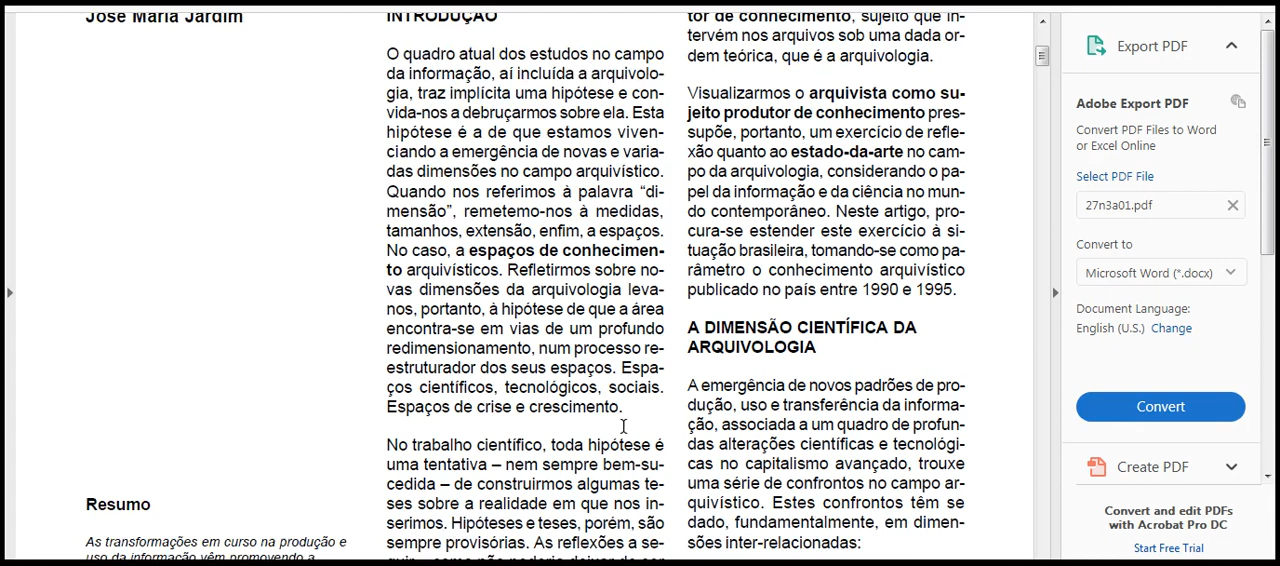 José Maria Jardim
Resumo
As transformações em curso na produção e
uso da informação vêm promovendo a
INTRODUÇÃO
O quadro atual dos estudos no campo
da informação, aí incluída a arquivolo-
gia, traz implícita uma hipótese e con-
vida-nos a debruçarmos sobre ela. Esta
hipótese é a de que estamos viven-
ciando a emergência de novas e varia-
das dimensões no campo arquivístico.
Quando nos referimos à palavra “di-
mensão”, remetemo-nos à medidas,
tamanhos, extensão, enfim, a espaços.
No caso, a espaços de conhecimen-
to arquivísticos. Refletirmos sobre no-
vas dimensões da arquivologia leva-
nos, portanto, à hipótese de que a área
encontra-se em vias de um profundo
redimensionamento, num processo re-
estruturador dos seus espaços. Espa-
ços científicos, tecnológicos, sociais.
Espaços de crise e crescimento.
No trabalho científico, toda hipótese é
uma tentativa – nem sempre bem-su-
cedida – de construirmos algumas te-
ses sobre a realidade em que nos in-
serimos. Hipóteses e teses, porém, são
sempre provisórias. As reflexões a se-
tor de conhecimento, sujeito que in-
tervém nos arquivos sob uma dada or-
dem teórica, que é a arquivologia.
Visualizarmos o arquivista como su-
jeito produtor de conhecimento pres-
supõe, portanto, um exercício de refle-
xão quanto ao estado-da-arte no cam-
po da arquivologia, considerando o pa-
pel da informação e da ciência no mun-
do contemporâneo. Neste artigo, pro-
cura-se estender este exercício à si-
tuação brasileira, tomando-se como pa-
râmetro o conhecimento arquivístico
publicado no país entre 1990 e 1995.
A DIMENSÃO CIENTÍFICA DA
ARQUIVOLOGIA
A emergência de novos padrões de pro-
dução, uso e transferência da informa-
ção, associada a um quadro de profun-
das alterações científicas e tecnológi-
cas no capitalismo avançado, trouxe
uma série de confrontos no campo ar-
quivístico. Estes confrontos têm se
dado, fundamentalmente, em dimen-
sões inter-relacionadas:
Export PDF
Adobe Export PDF
Convert PDF Files to Word
or Excel Online
Select PDF File
27n3a01.pdf
Convert to
Microsoft Word (*.docx)
Document Language:
English (U.S.) Change
Convert
Create PDF
Convert and edit PDFs
with Acrobat Pro DC
Start Free Trial